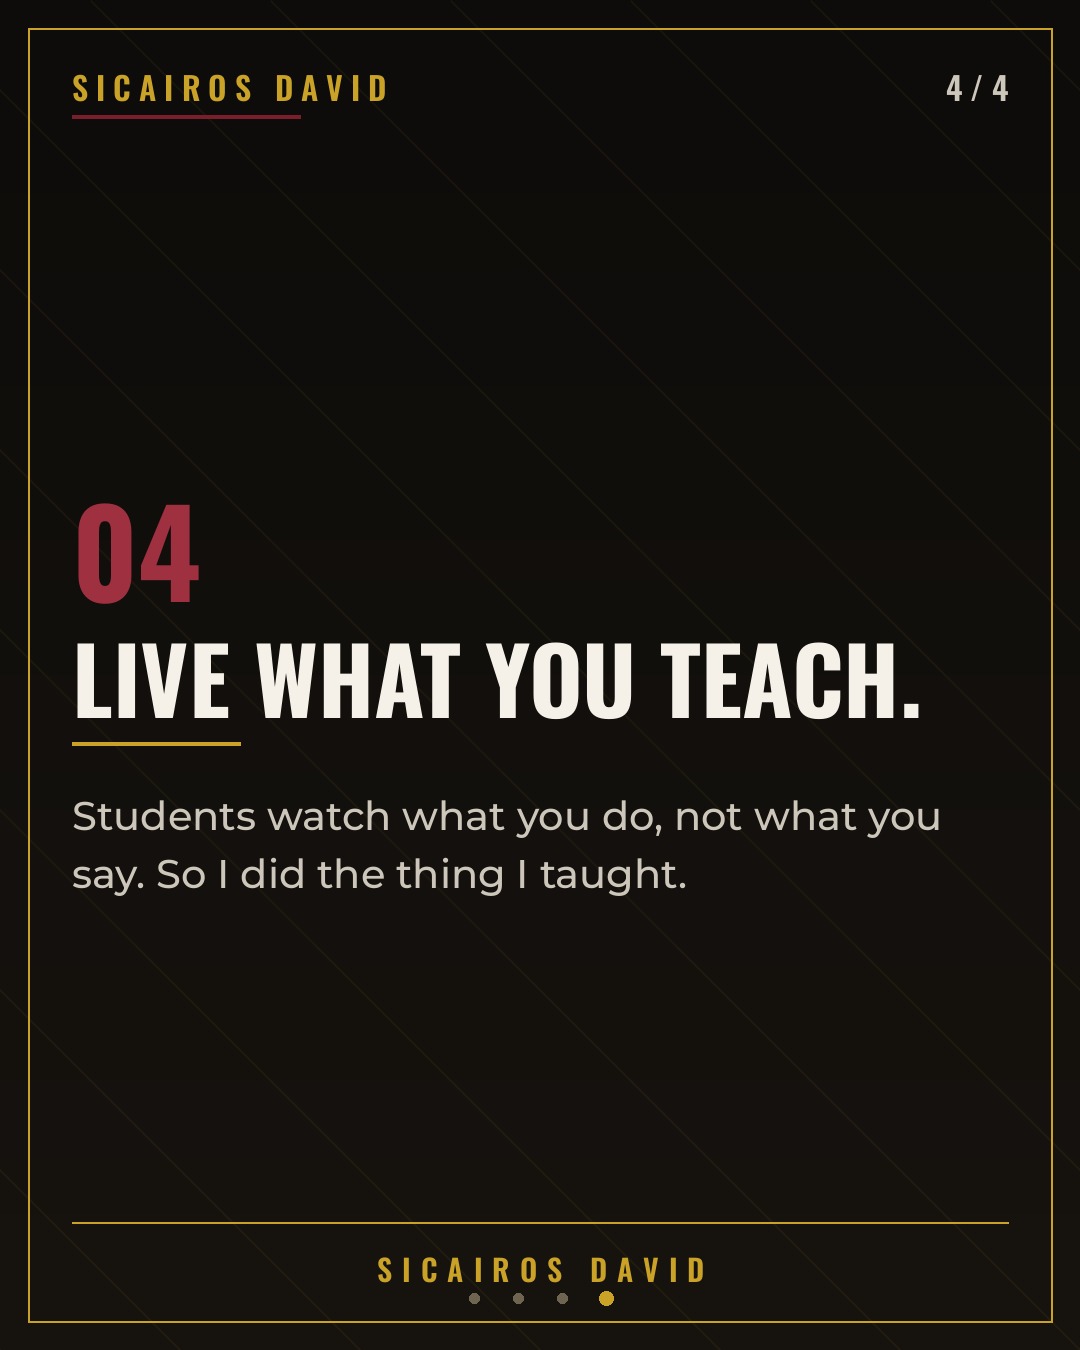 SICAIROS DAVID
4 / 4
04
LIVE WHAT YOU TEACH.
Students watch what you do, not what you
say. So I did the thing I taught.
SICAIROS DAVID